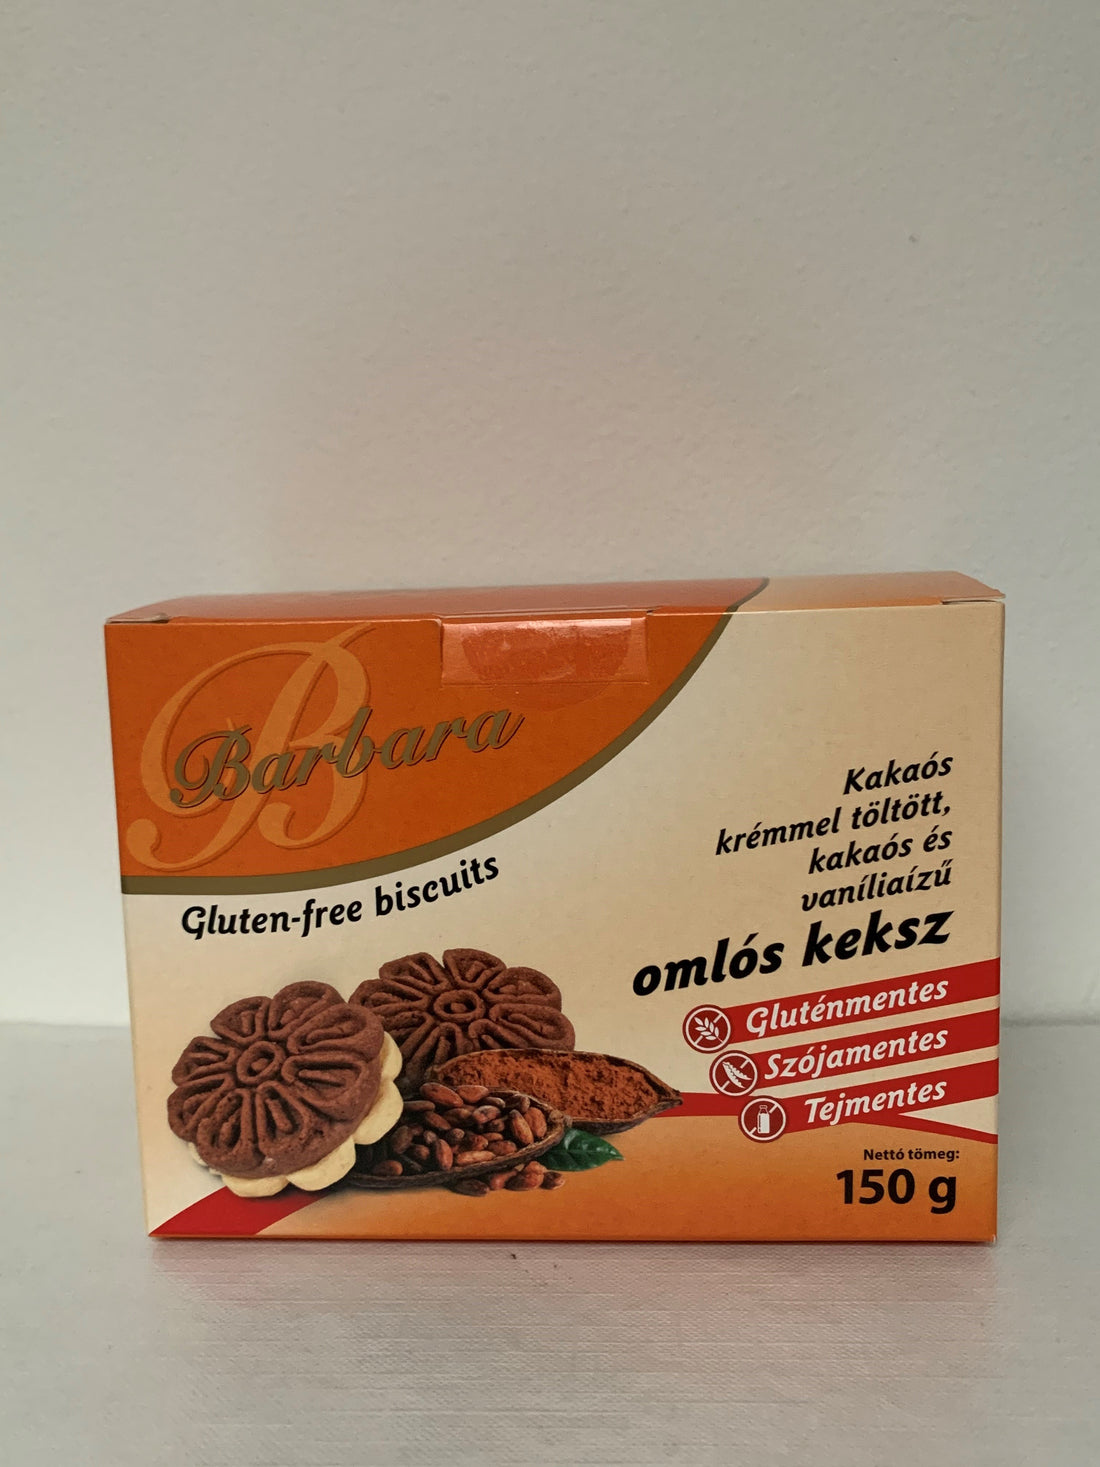 Barbara
Gluten-free biscuits
Kakaós
krémmel töltött,
kakaós és
vaníliaízű
omlós keksz
Gluténmentes
Szójamentes
Tejmentes
Nettó tömeg:
150 g